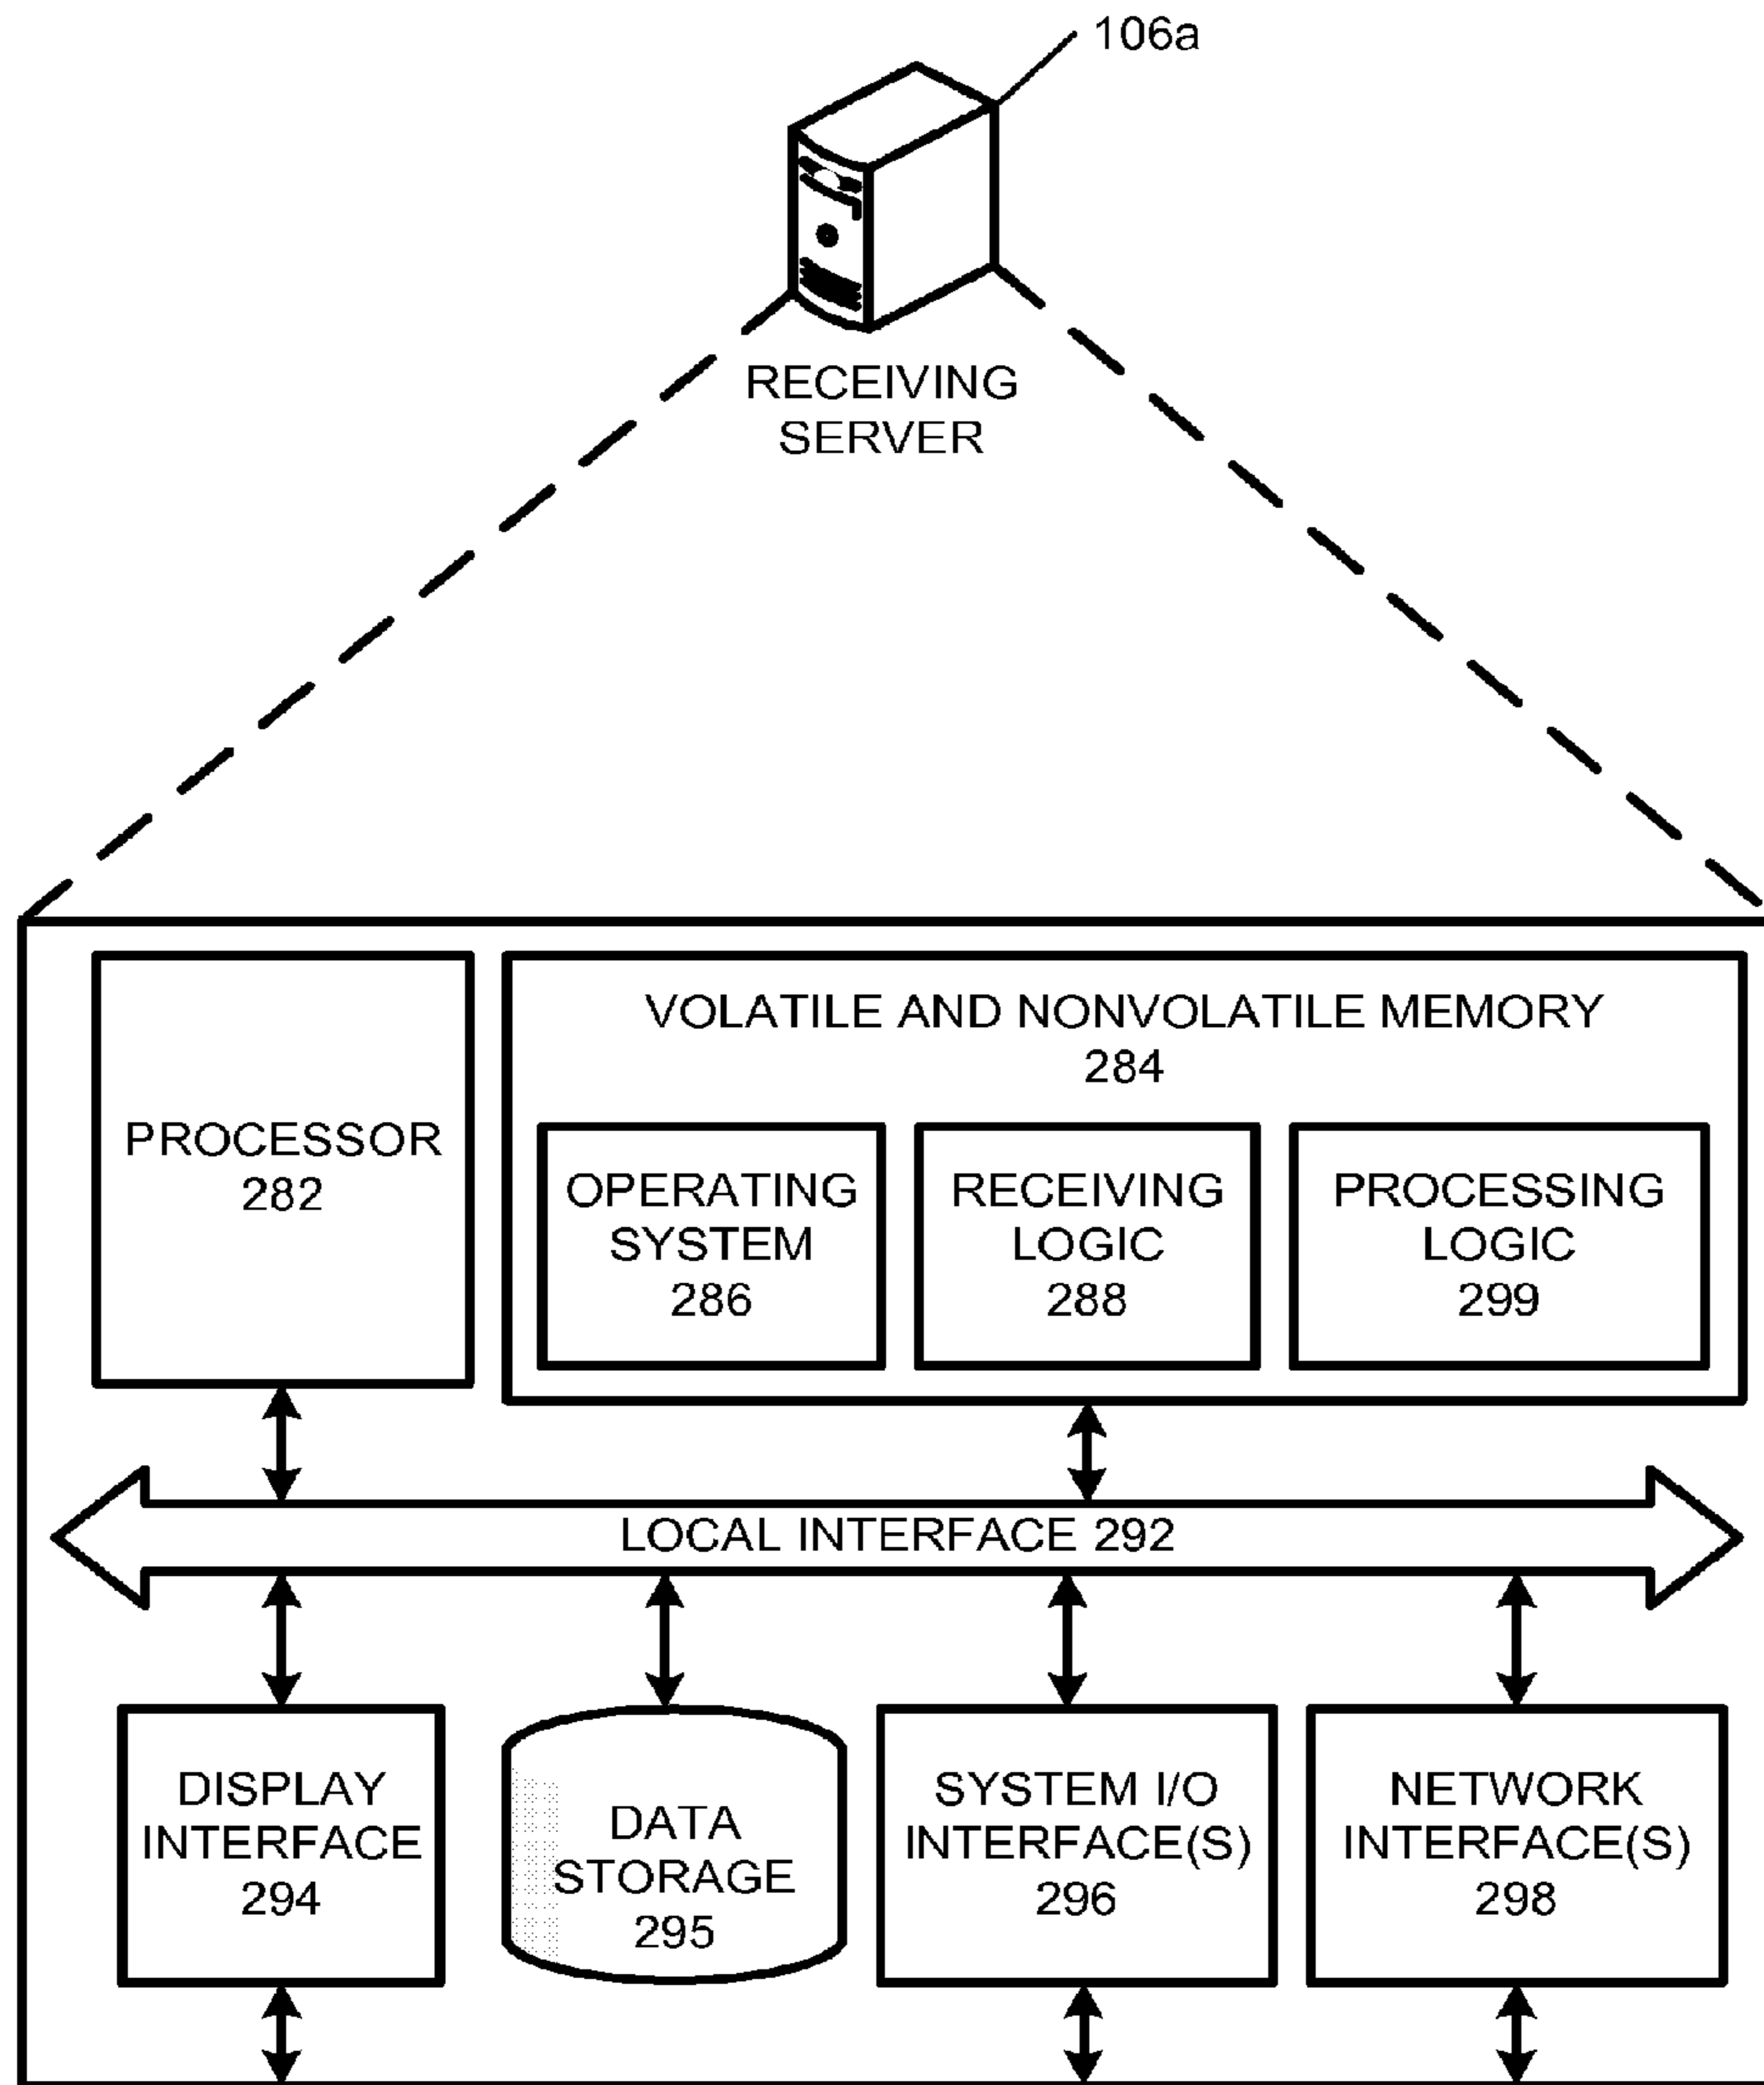 106a
RECEIVING
SERVER
VOLATILE AND NONVOLATILE MEMORY
284
PROCESSOR
282
OPERATING
SYSTEM
286
RECEIVING
LOGIC
288
PROCESSING
LOGIC
299
LOCAL INTERFACE 292
DISPLAY
INTERFACE
294
DATA
STORAGE
295
SYSTEM I/O
INTERFACE(S)
296
NETWORK
INTERFACE(S)
298